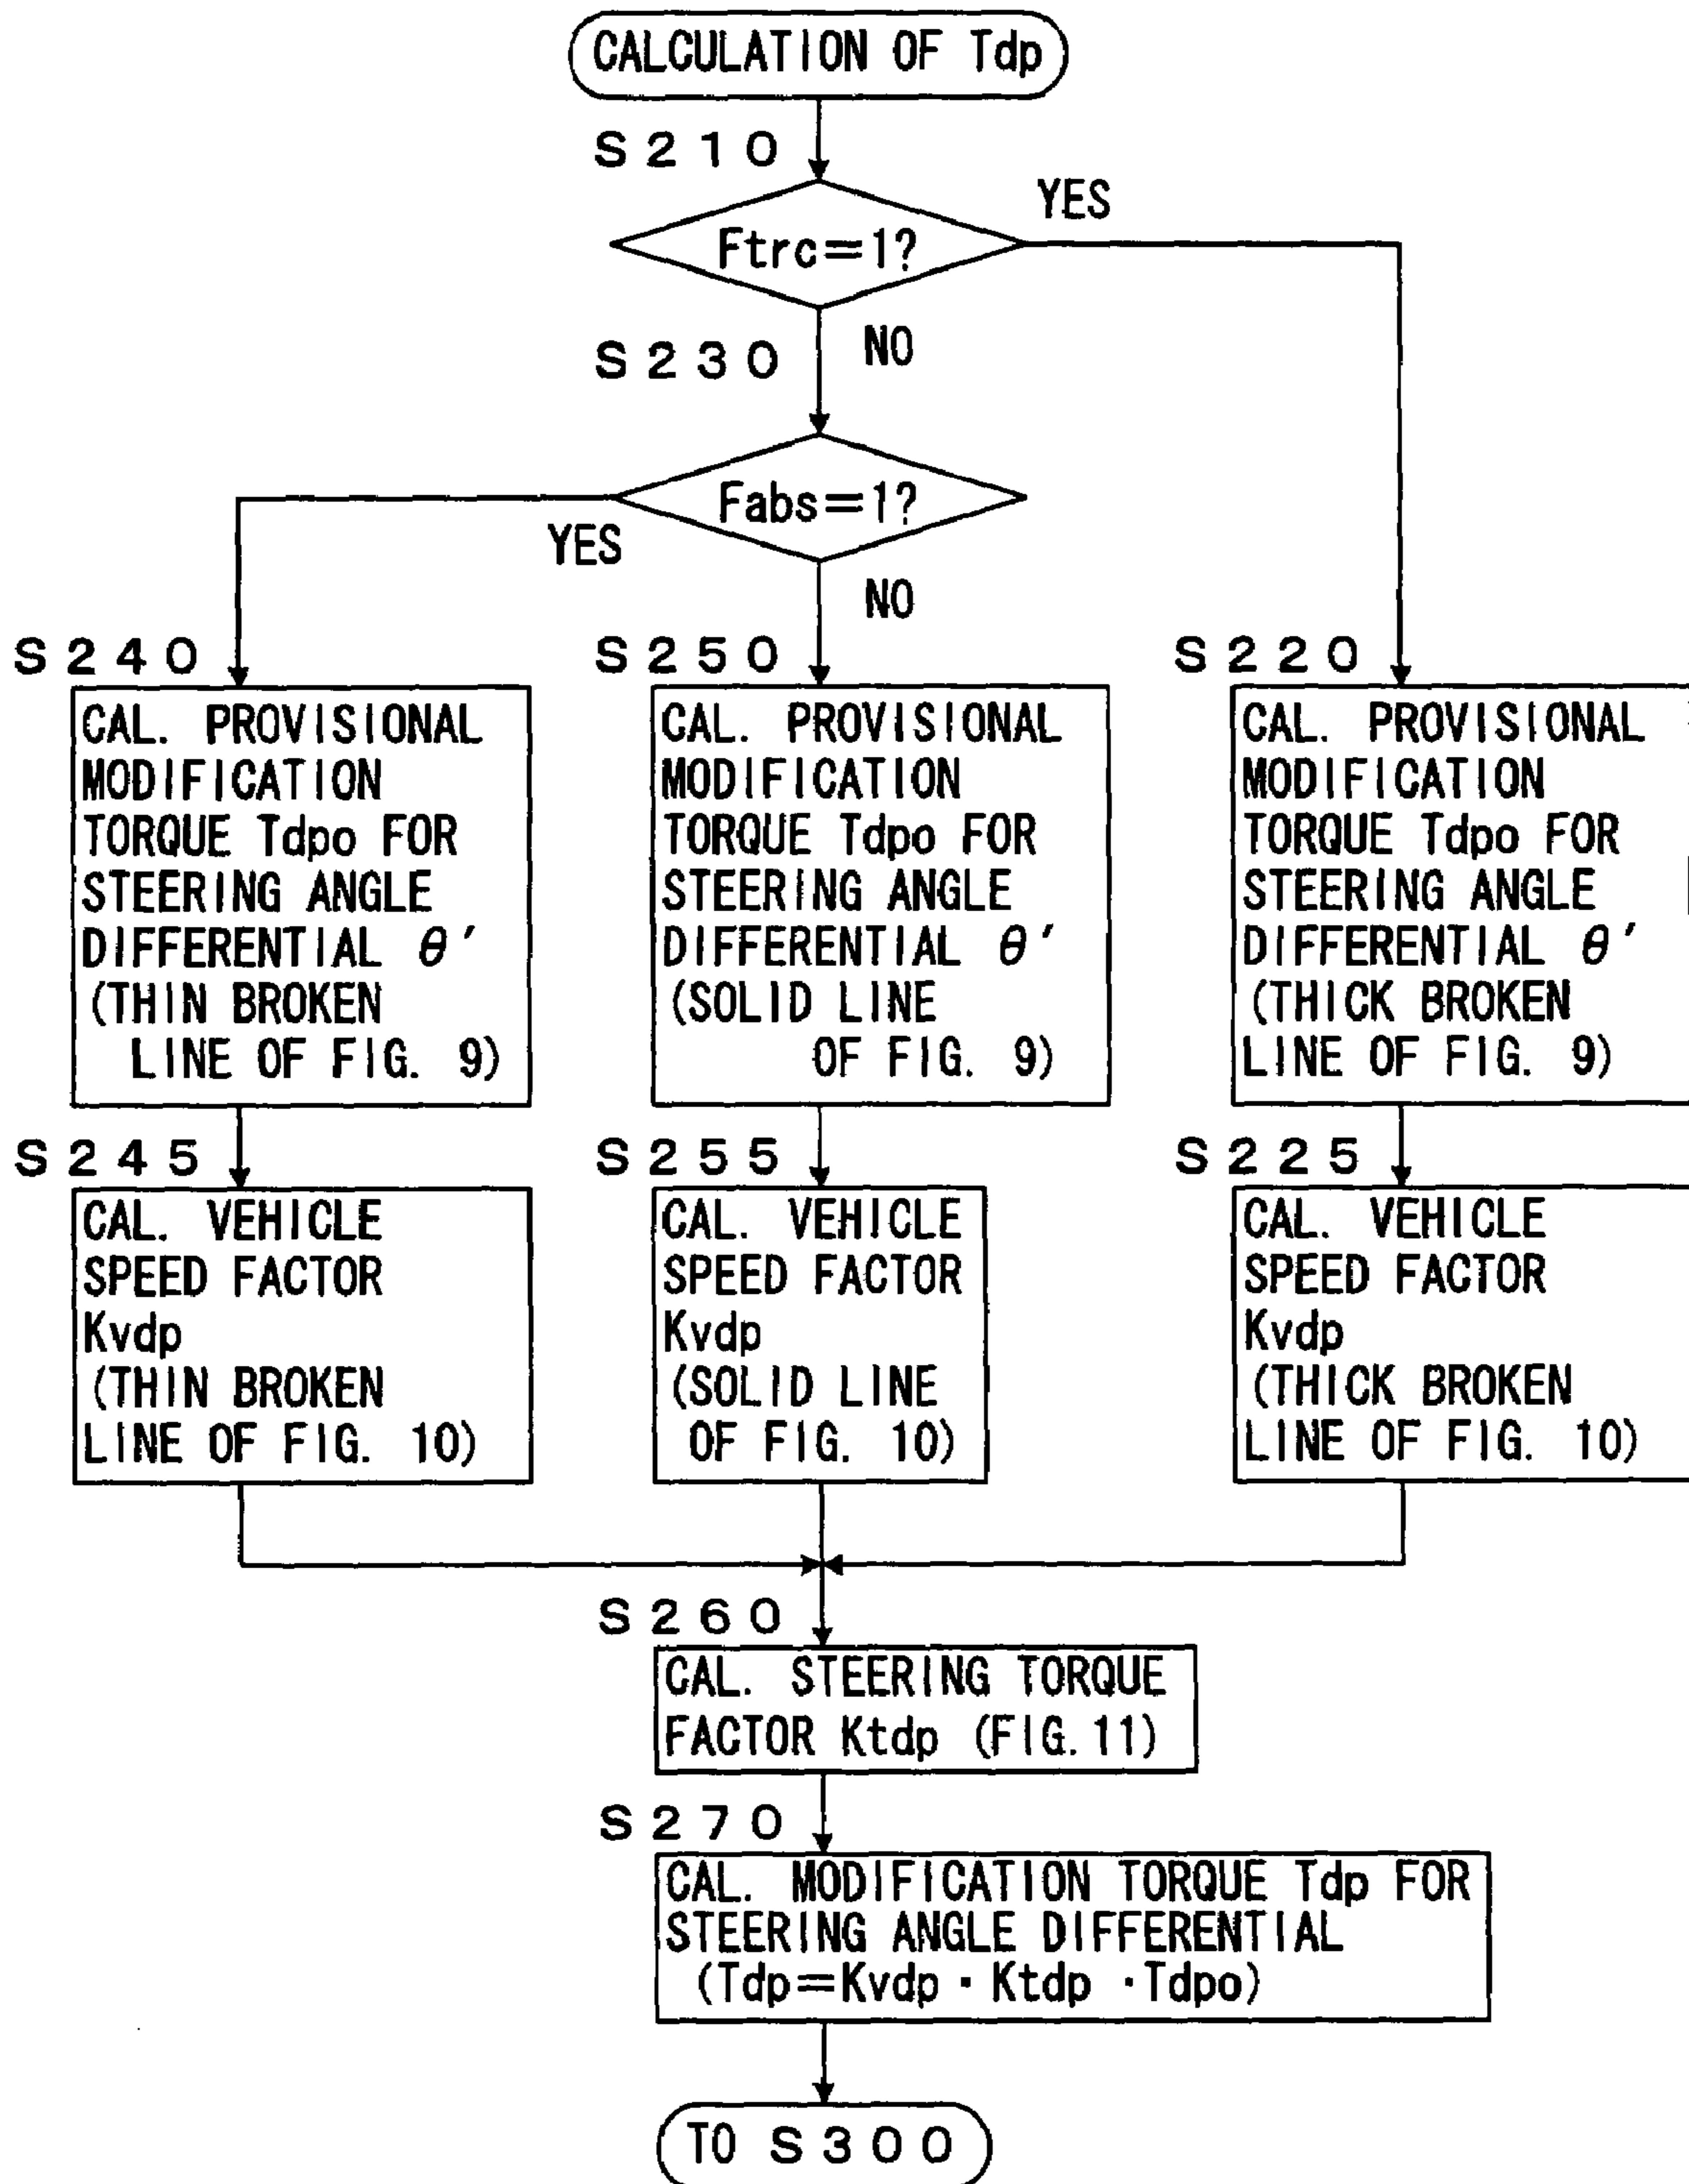 CALCULATION OF Tdp
S210
YES
Ftrc=1?
S230
NO
Fabs=1?
YES
NO
S240
CAL. PROVISIONAL
MODIFICATION
TORQUE Tdpo FOR
STEERING ANGLE
DIFFERENTIAL θ′
(THIN BROKEN
LINE OF FIG. 9)
S250
CAL. PROVISIONAL
MODIFICATION
TORQUE Tdpo FOR
STEERING ANGLE
DIFFERENTIAL θ′
(SOLID LINE
OF FIG. 9)
S220
CAL. PROVISIONAL
MODIFICATION
TORQUE Tdpo FOR
STEERING ANGLE
DIFFERENTIAL θ′
(THICK BROKEN
LINE OF FIG. 9)
S245
CAL. VEHICLE
SPEED FACTOR
Kvdp
(THIN BROKEN
LINE OF FIG. 10)
S255
CAL. VEHICLE
SPEED FACTOR
Kvdp
(SOLID LINE
OF FIG. 10)
S225
CAL. VEHICLE
SPEED FACTOR
Kvdp
(THICK BROKEN
LINE OF FIG. 10)
S260
CAL. STEERING TORQUE
FACTOR Ktdp (FIG.11)
S270
CAL. MODIFICATION TORQUE Tdp FOR
STEERING ANGLE DIFFERENTIAL
(Tdp=Kvdp・Ktdp・Tdpo)
TO S300